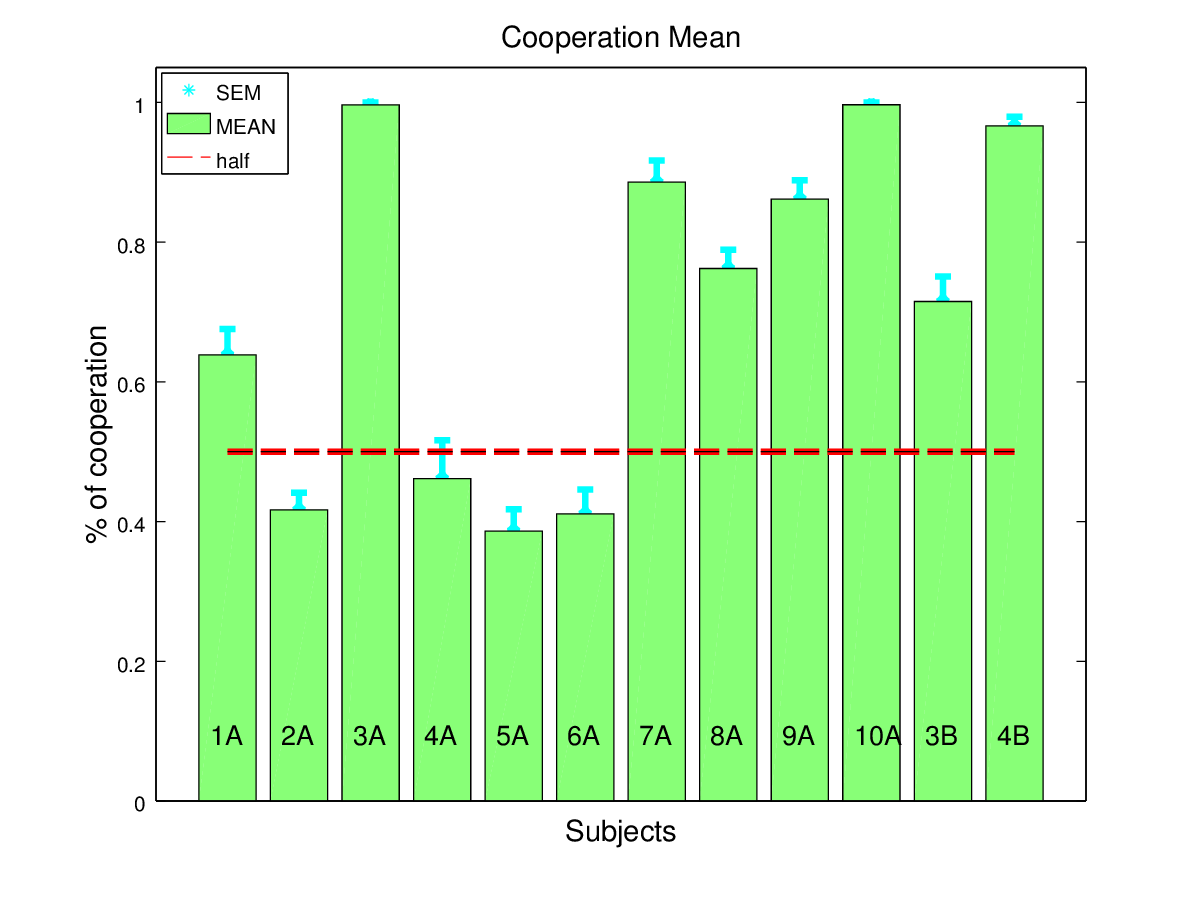 Cooperation Mean
SEM
MEAN
half
1
0.8
0.6
0.4
0.2
0
% of cooperation
1A 2A 3A 4A 5A 6A 7A 8A 9A 10A 3B 4B
Subjects